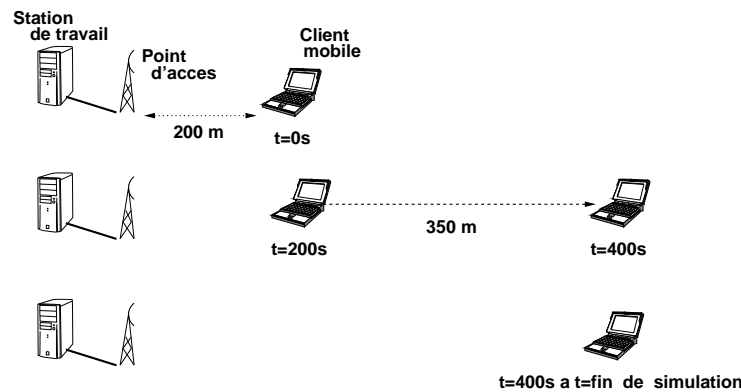 Station
de travail
Point
d'acces
Client
mobile
200 m
t=0s
350 m
t=200s
t=400s
t=400s a t=fin de simulation